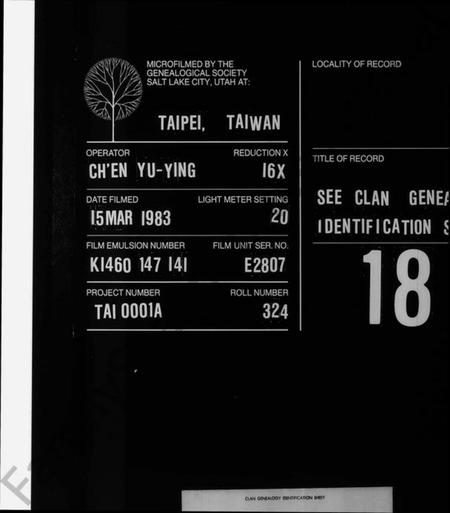 MICROFILMED BY THE
GENEALOGICAL SOCIETY
SALT LAKE CITY, UTAH AT:
TAIPEI, TAIWAN
OPERATOR REDUCTION X
CH'EN YU-YING 16X
DATE FILMED LIGHT METER SETTING
15 MAR 1983 20
FILM EMULSION NUMBER FILM UNIT SER. NO.
K1460 147 141 E2807
PROJECT NUMBER ROLL NUMBER
TAI 0001A 324
LOCALITY OF RECORD
TITLE OF RECORD
SEE CLAN GENEA
IDENTIFICATION S
18
CLAN GENEALOGY IDENTIFICATION SHEET